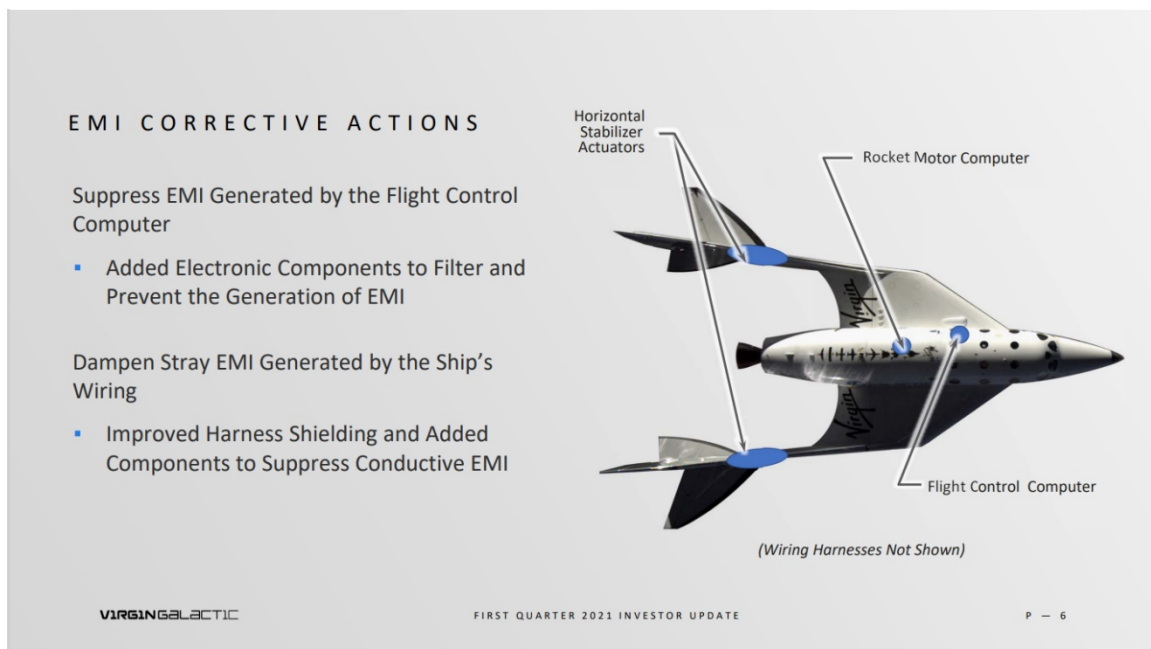 EMI CORRECTIVE ACTIONS
Suppress EMI Generated by the Flight Control
Computer
▪ Added Electronic Components to Filter and
Prevent the Generation of EMI
Dampen Stray EMI Generated by the Ship's
Wiring
▪ Improved Harness Shielding and Added
Components to Suppress Conductive EMI
Horizontal
Stabilizer
Actuators
Rocket Motor Computer
Virgin
Virgin
Flight Control Computer
(Wiring Harnesses Not Shown)
V1RG1NGALACT1C
FIRST QUARTER 2021 INVESTOR UPDATE
P — 6